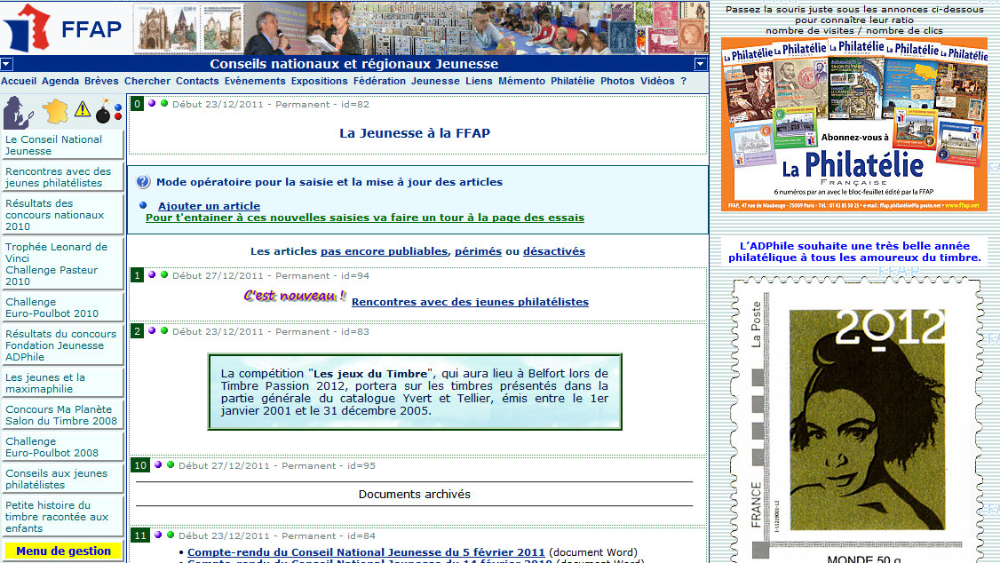 FFAP
Conseils nationaux et régionaux Jeunesse
Accueil Agenda Brèves Chercher Contacts Evénements Expositions Fédération Jeunesse Liens Mémento Philatélie Photos Vidéos ?
Le Conseil National
Jeunesse
Rencontres avec des
jeunes philatélistes
Résultats des
concours nationaux
2010
Trophée Leonard de
Vinci
Challenge Pasteur
2010
Challenge
Euro-Poulbot 2010
Résultats du concours
Fondation Jeunesse
ADPhile
Les jeunes et la
maximaphilie
Concours Ma Planète
Salon du Timbre 2008
Challenge
Euro-Poulbot 2008
Conseils aux jeunes
philatélistes
Petite histoire du
timbre racontée aux
enfants
Menu de gestion
0 Début 23/12/2011 - Permanent - id=82
La Jeunesse à la FFAP
Mode opératoire pour la saisie et la mise à jour des articles
Ajouter un article
Pour t'entainer à ces nouvelles saisies va faire un tour à la page des essais
Les articles pas encore publiables, périmés ou désactivés
1 Début 27/12/2011 - Permanent - id=94
C'est nouveau ! Rencontres avec des jeunes philatélistes
2 Début 23/12/2011 - Permanent - id=83
La compétition "Les jeux du Timbre", qui aura lieu à Belfort lors de
Timbre Passion 2012, portera sur les timbres présentés dans la
partie générale du catalogue Yvert et Tellier, émis entre le 1er
janvier 2001 et le 31 décembre 2005.
10 Début 27/12/2011 - Permanent - id=95
Documents archivés
11 Début 23/12/2011 - Permanent - id=84
• Compte-rendu du Conseil National Jeunesse du 5 février 2011 (document Word)
• Compte-rendu du Conseil National Jeunesse du 14 février 2010 (document Word)
Passez la souris juste sous les annonces ci-dessous
pour connaître leur ratio
nombre de visites / nombre de clics
La Philatélie La Philatélie La Philatélie La Philatélie La Philatélie
Abonnez-vous à
La Philatélie
FRANÇAISE
6 numéros par an avec le bloc-feuillet édité par la FFAP
FFAP, 47 rue de Maubeuge - 75009 Paris - Tél. : 01 42 85 50 25 • e-mail : ffap.philatelie@laposte.net • www.ffap.net
L'ADPhile souhaite une très belle année
philatélique à tous les amoureux du timbre.
FFAP
2012
La Poste
FRANCE
MONDE 50 g